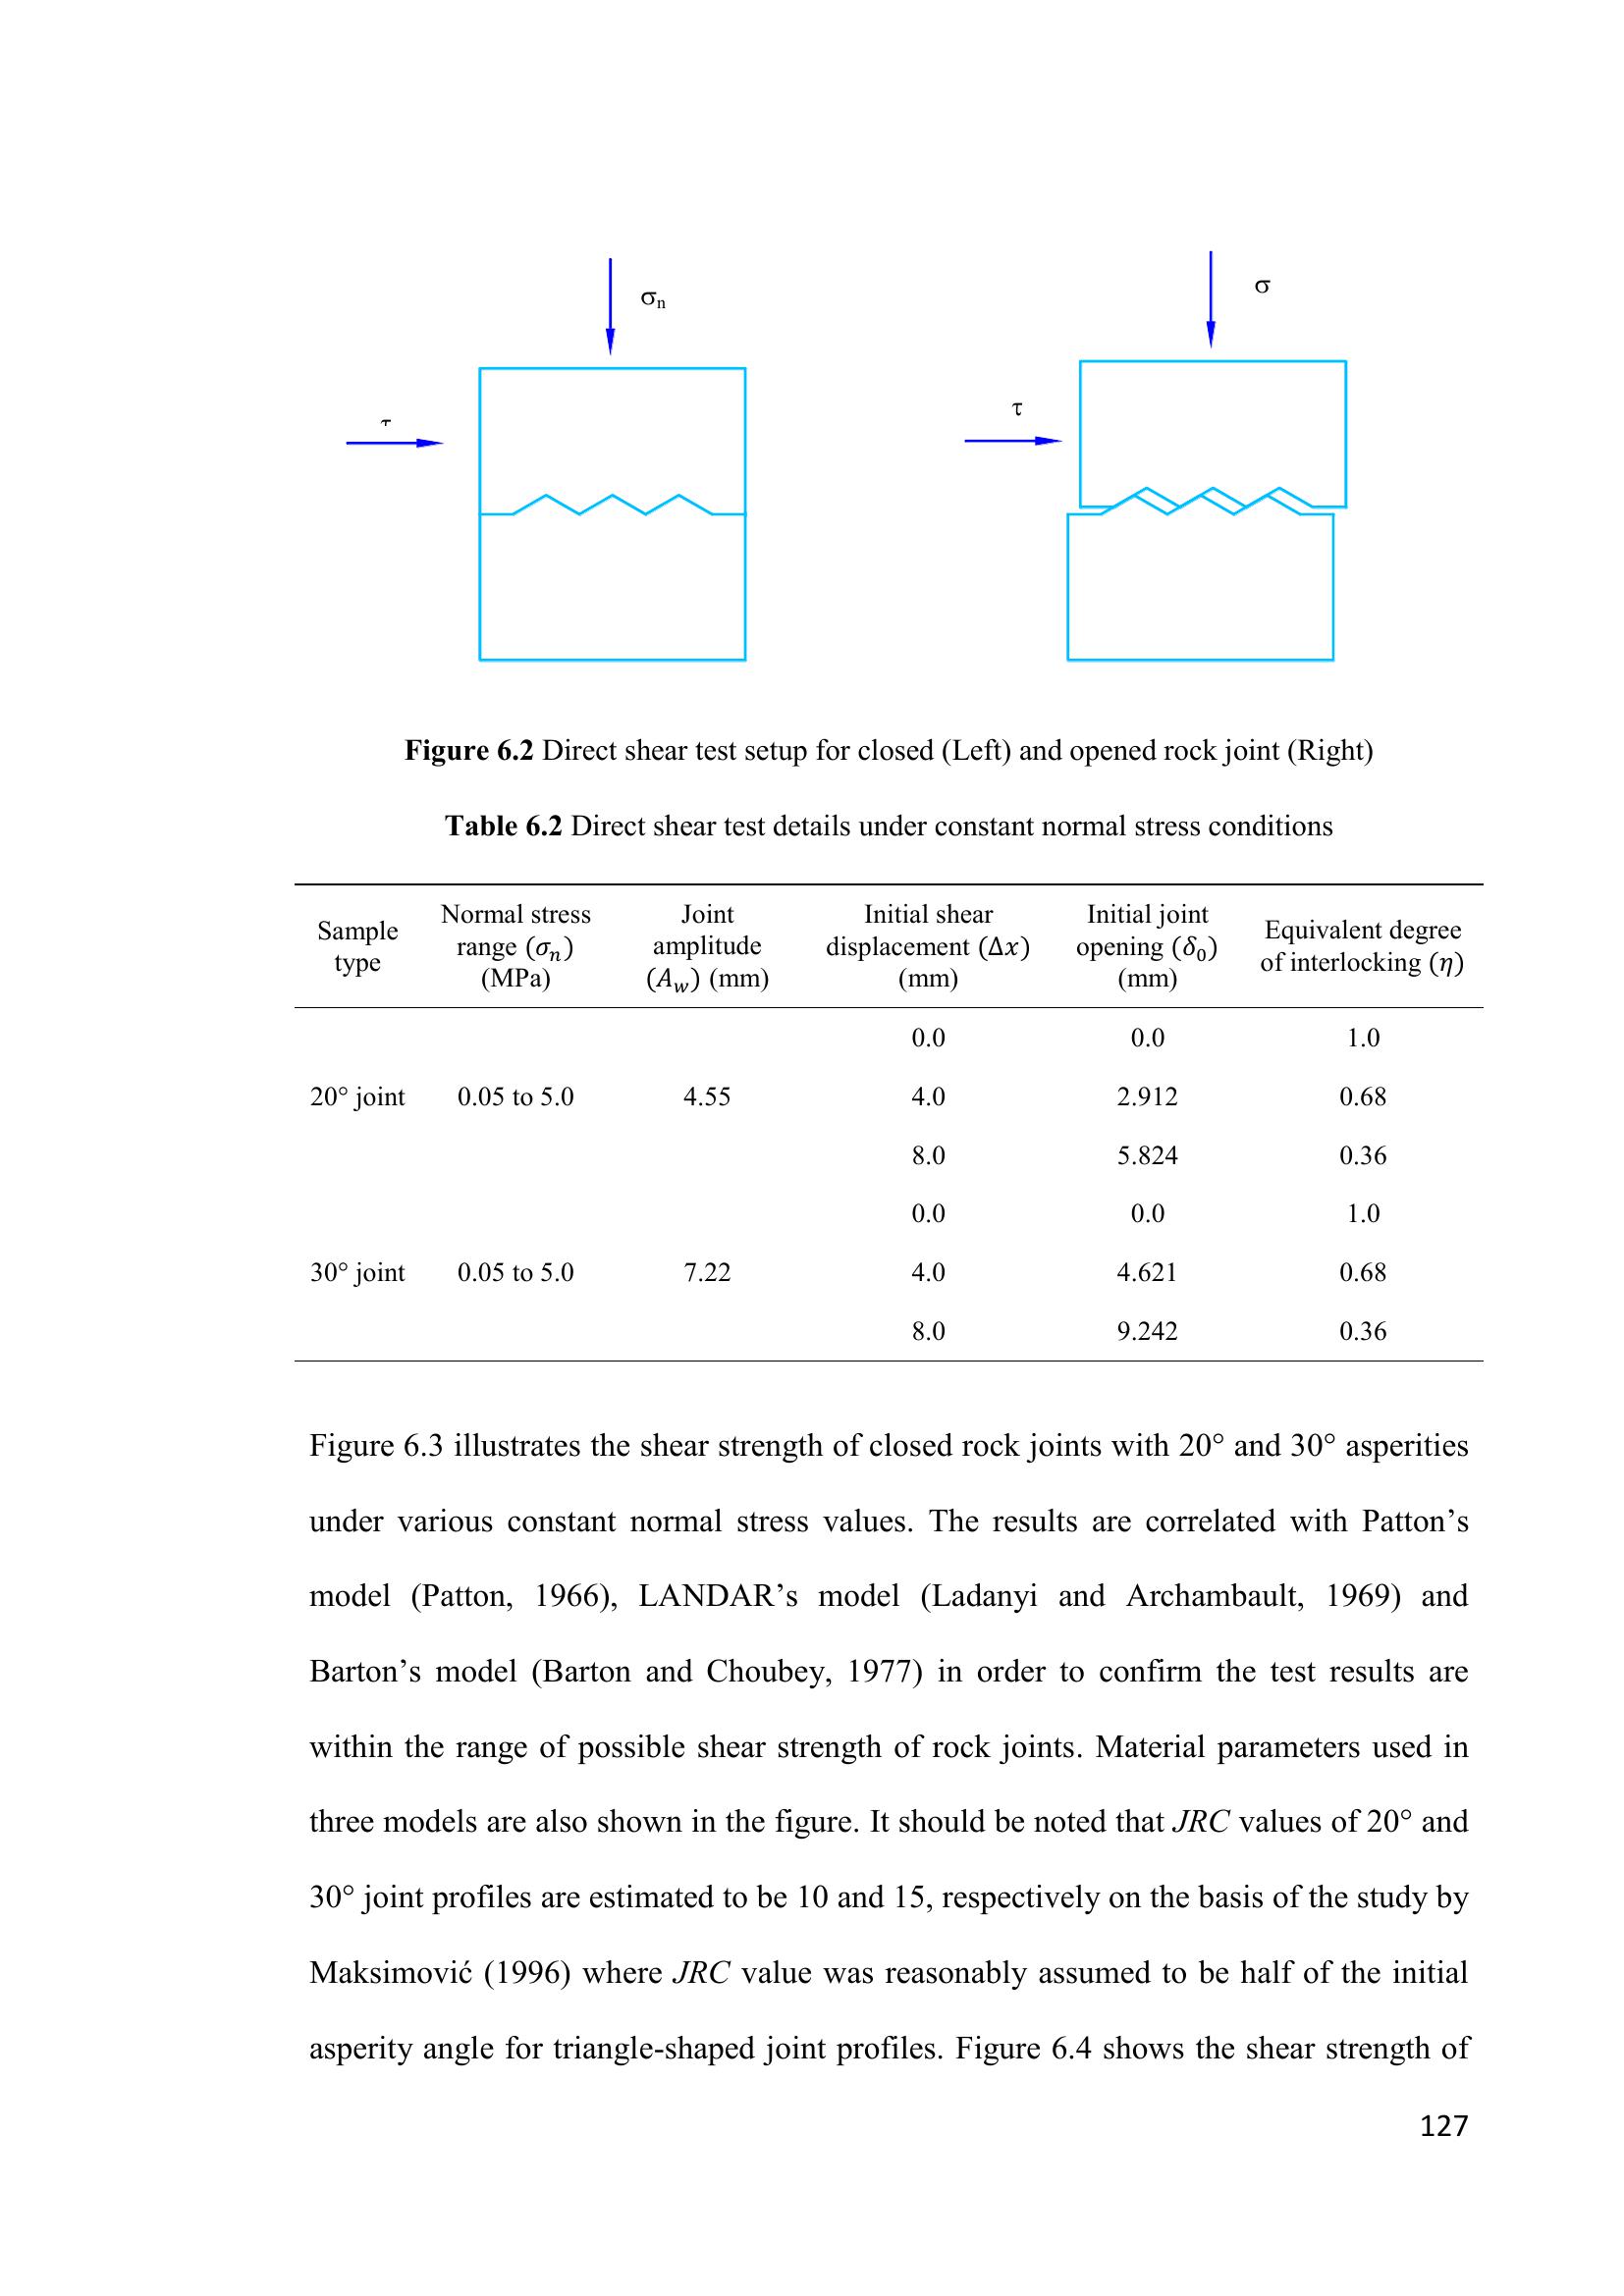 σn
σ
τ
τ
Figure 6.2 Direct shear test setup for closed (Left) and opened rock joint (Right)
Table 6.2 Direct shear test details under constant normal stress conditions
Sample type Normal stress range (σn) (MPa) Joint amplitude (Aw) (mm) Initial shear displacement (Δx) (mm) Initial joint opening (δ0) (mm) Equivalent degree of interlocking (η)
0.0 0.0 1.0
20° joint 0.05 to 5.0 4.55 4.0 2.912 0.68
8.0 5.824 0.36
0.0 0.0 1.0
30° joint 0.05 to 5.0 7.22 4.0 4.621 0.68
8.0 9.242 0.36
Figure 6.3 illustrates the shear strength of closed rock joints with 20° and 30° asperities
under various constant normal stress values. The results are correlated with Patton’s
model (Patton, 1966), LANDAR’s model (Ladanyi and Archambault, 1969) and
Barton’s model (Barton and Choubey, 1977) in order to confirm the test results are
within the range of possible shear strength of rock joints. Material parameters used in
three models are also shown in the figure. It should be noted that JRC values of 20° and
30° joint profiles are estimated to be 10 and 15, respectively on the basis of the study by
Maksimović (1996) where JRC value was reasonably assumed to be half of the initial
asperity angle for triangle-shaped joint profiles. Figure 6.4 shows the shear strength of
127